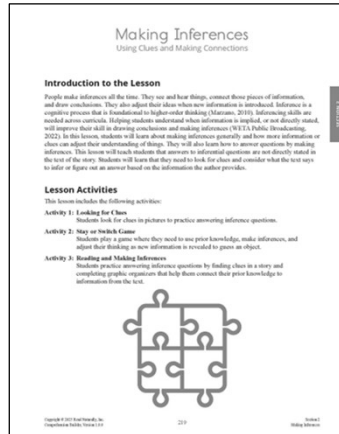 Making Inferences
Using Clues and Making Connections
Introduction to the Lesson
People make inferences all the time. They see and hear things, connect those pieces of information,
and draw conclusions. They also adjust their ideas when new information is introduced. Inference is a
cognitive process that is foundational to higher-order thinking (Marzano, 2010). Inferencing skills are
needed across curricula. Helping students understand when information is implied, or not directly stated,
will improve their skill in drawing conclusions and making inferences (WETA Public Broadcasting,
2022). In this lesson, students will learn about making inferences generally and how more information or
clues can adjust their understanding of things. They will also learn how to answer questions by making
inferences. This lesson will teach students that answers to inferential questions are not directly stated in
the text of the story. Students will learn that they need to look for clues and consider what the text says
to infer or figure out an answer based on the information the author provides.
Lesson Activities
This lesson includes the following activities:
Activity 1: Looking for Clues
Students look for clues in pictures to practice answering inference questions.
Activity 2: Stay or Switch Game
Students play a game where they need to use prior knowledge, make inferences, and
adjust their thinking as new information is revealed to guess an object.
Activity 3: Reading and Making Inferences
Students practice answering inference questions by finding clues in a story and
completing graphic organizers that help them connect their prior knowledge to
information from the text.
Copyright © 2023 Read Naturally, Inc.
Comprehension Builder, Version 1.0.0
Making Inferences